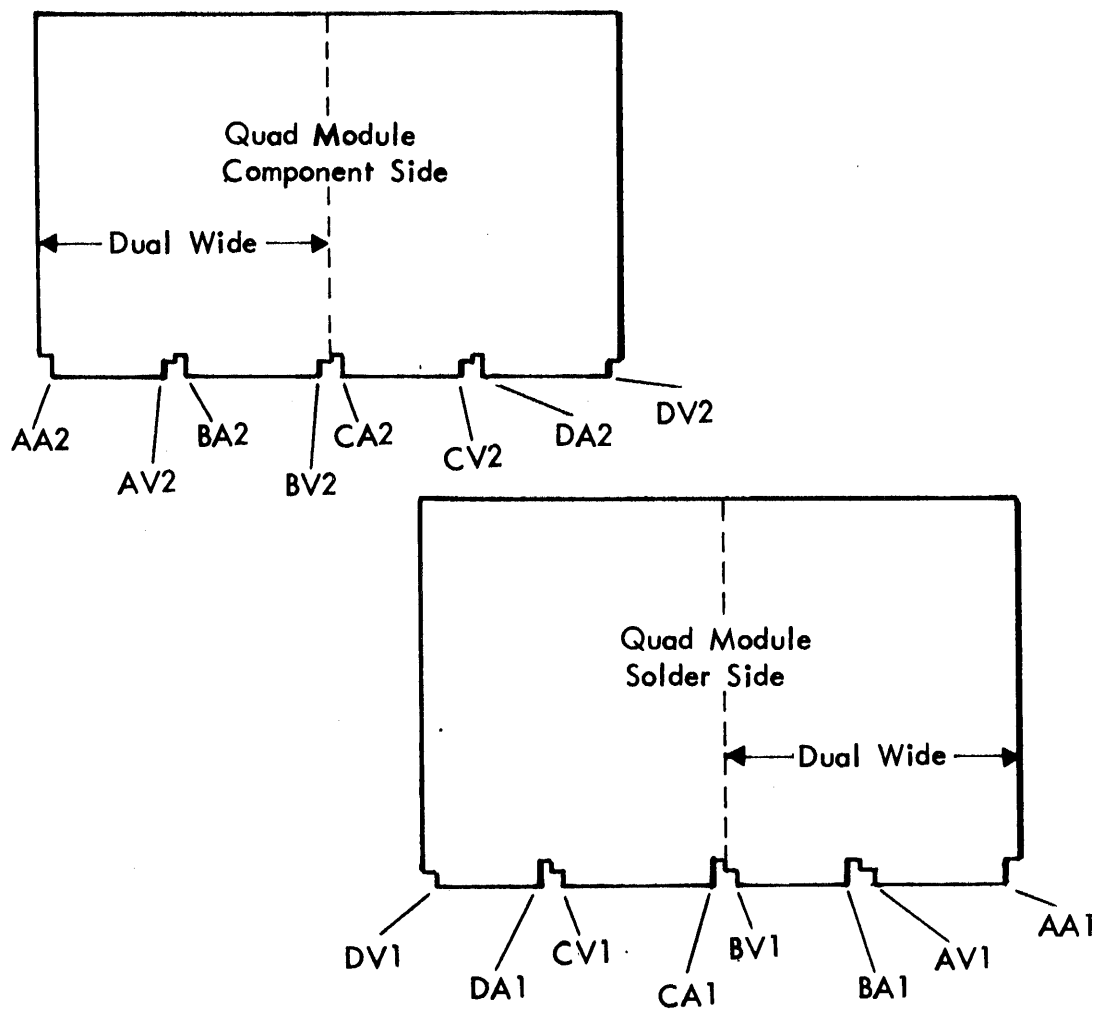 Quad Module
Component Side
Dual Wide
AA2
AV2
BA2
BV2
CA2
CV2
DA2
DV2
Quad Module
Solder Side
Dual Wide
DV1
DA1
CV1
CA1
BV1
BA1
AV1
AA1